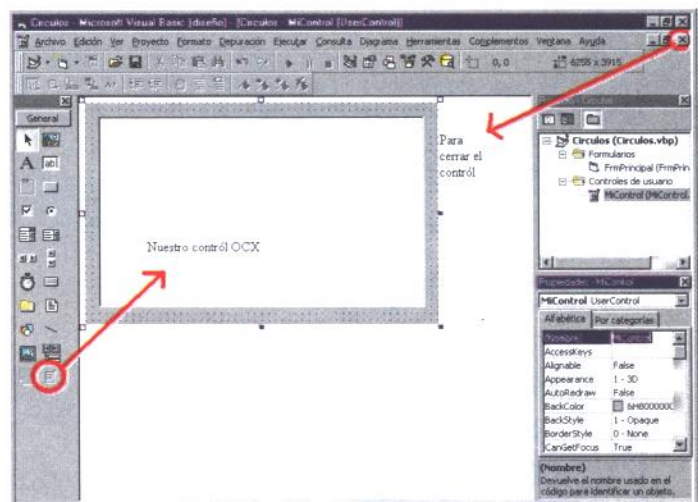 Circulos - Microsoft Visual Basic [diseño] - [Circulos - MiControl (UserControl)]
Archivo Edición Ver Proyecto Formato Depuración Ejecutar Consulta Diagrama Herramientas Complementos Ventana Ayuda
0, 0 6255 x 3915
General
A ab|
Para
cerrar el
contról
Nuestro contról OCX
Circulos (Circulos.vbp)
Formularios
FrmPrincipal (FrmPrin
Controles de usuario
MiControl (MiControl.
Propiedades - MiControl
MiControl UserControl
Alfabética Por categorías
(Nombre) MiControl
AccessKeys
Alignable False
Appearance 1 - 3D
AutoRedraw False
BackColor &H8000000
BackStyle 1 - Opaque
BorderStyle 0 - None
CanGetFocus True
(Nombre)
Devuelve el nombre usado en el
código para identificar un objeto.